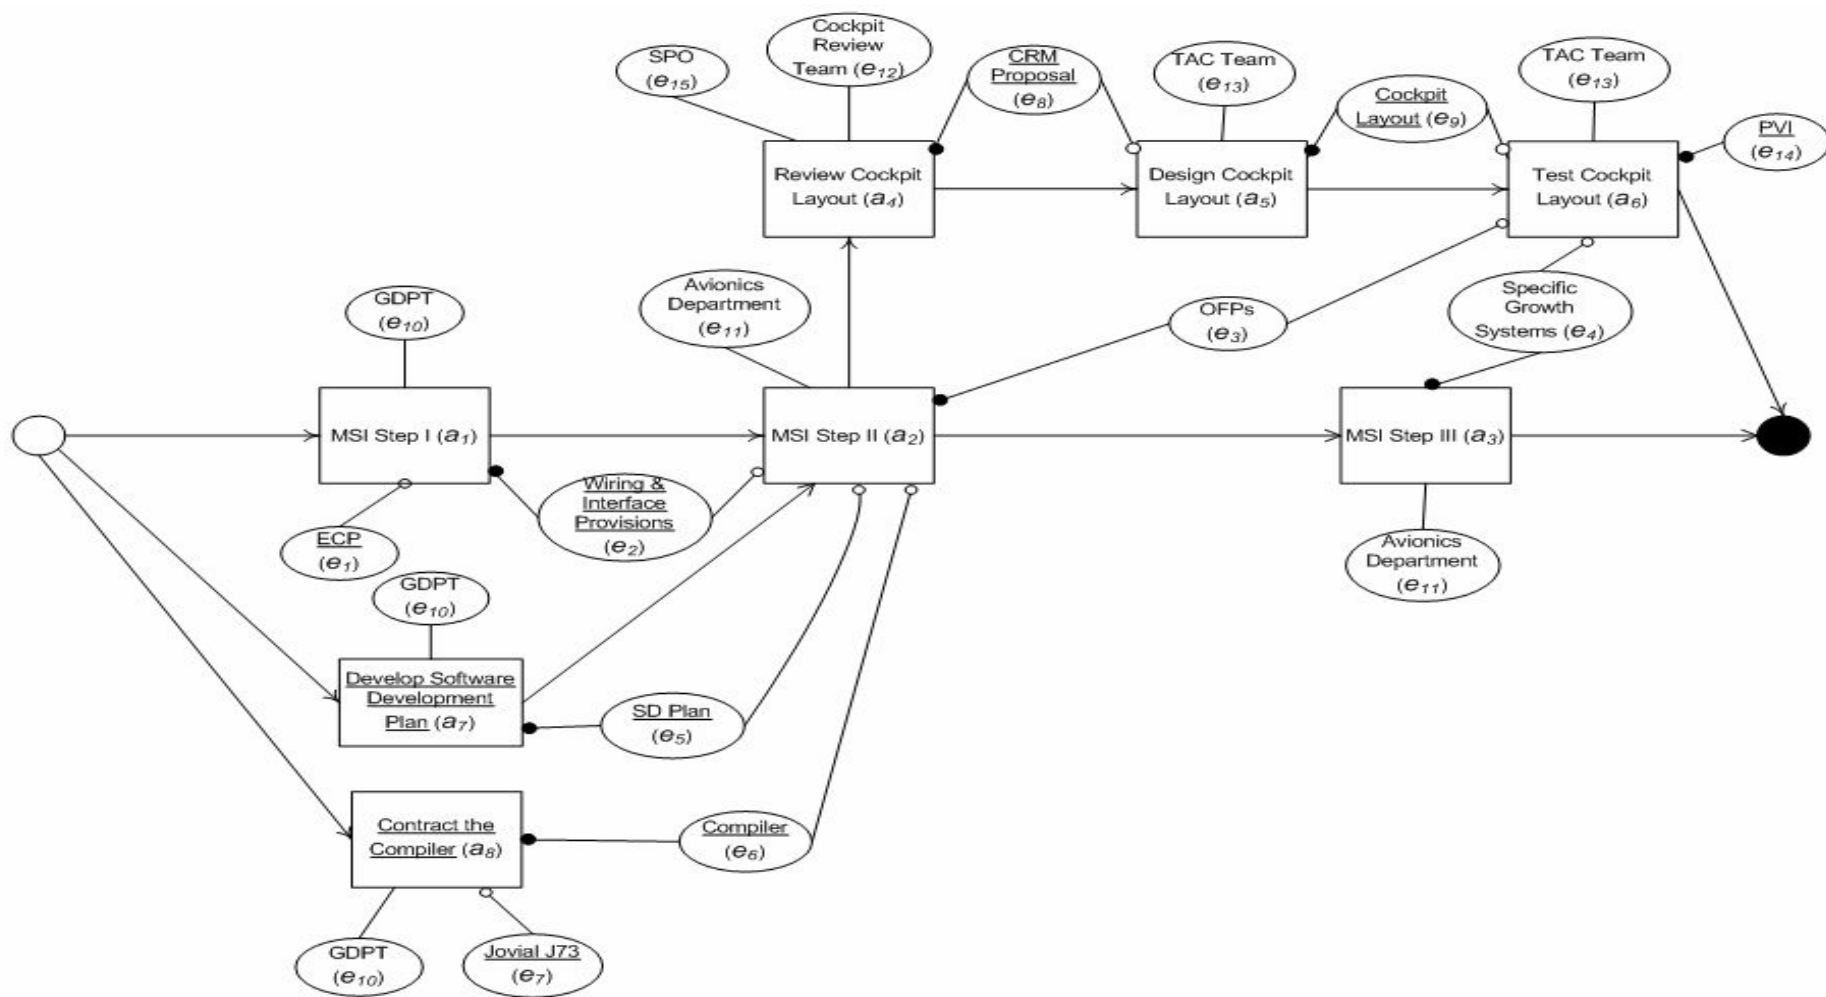 SPO
(e15)
Cockpit
Review
Team (e12)
CRM
Proposal
(e8)
TAC Team
(e13)
Cockpit
Layout (e9)
TAC Team
(e13)
PVI
(e14)
Review Cockpit
Layout (a4)
Design Cockpit
Layout (a5)
Test Cockpit
Layout (a6)
GDPT
(e10)
Avionics
Department
(e11)
OFPs
(e3)
Specific
Growth
Systems (e4)
MSI Step I (a1)
MSI Step II (a2)
MSI Step III (a3)
ECP
(e1)
Wiring &
Interface
Provisions
(e2)
Avionics
Department
(e11)
GDPT
(e10)
Develop Software
Development
Plan (a7)
SD Plan
(e5)
Contract the
Compiler (a8)
Compiler
(e6)
GDPT
(e10)
Jovial J73
(e7)